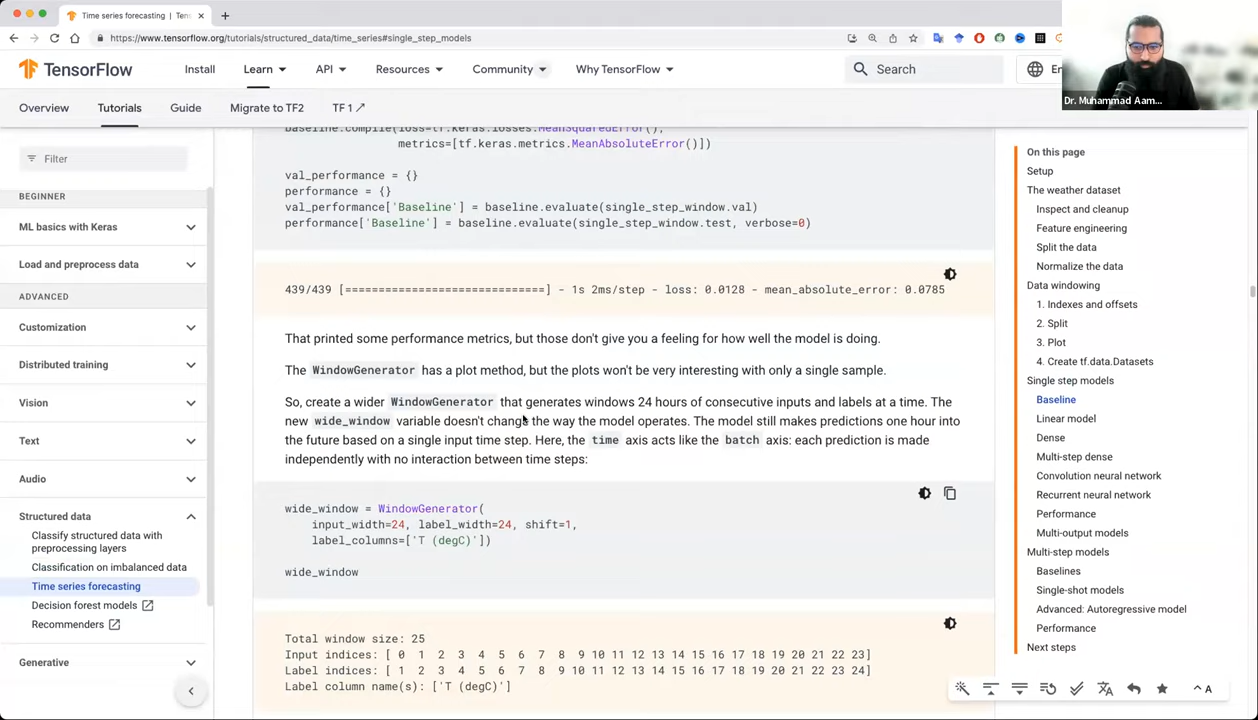 Time series forecasting | Ten
https://www.tensorflow.org/tutorials/structured_data/time_series#single_step_models
TensorFlow
Install
Learn
API
Resources
Community
Why TensorFlow
Search
En
Dr. Muhammad Aam...
Overview
Tutorials
Guide
Migrate to TF2
TF 1
Filter
BEGINNER
ML basics with Keras
Load and preprocess data
ADVANCED
Customization
Distributed training
Vision
Text
Audio
Structured data
Classify structured data with
preprocessing layers
Classification on imbalanced data
Time series forecasting
Decision forest models
Recommenders
Generative
baseline.compile(loss=tf.keras.losses.MeanSquaredError(),
metrics=[tf.keras.metrics.MeanAbsoluteError()])
val_performance = {}
performance = {}
val_performance['Baseline'] = baseline.evaluate(single_step_window.val)
performance['Baseline'] = baseline.evaluate(single_step_window.test, verbose=0)
439/439 [==============================] - 1s 2ms/step - loss: 0.0128 - mean_absolute_error: 0.0785
That printed some performance metrics, but those don't give you a feeling for how well the model is doing.
The WindowGenerator has a plot method, but the plots won't be very interesting with only a single sample.
So, create a wider WindowGenerator that generates windows 24 hours of consecutive inputs and labels at a time. The
new wide_window variable doesn't change the way the model operates. The model still makes predictions one hour into
the future based on a single input time step. Here, the time axis acts like the batch axis: each prediction is made
independently with no interaction between time steps:
wide_window = WindowGenerator(
input_width=24, label_width=24, shift=1,
label_columns=['T (degC)'])
wide_window
Total window size: 25
Input indices: [ 0 1 2 3 4 5 6 7 8 9 10 11 12 13 14 15 16 17 18 19 20 21 22 23]
Label indices: [ 1 2 3 4 5 6 7 8 9 10 11 12 13 14 15 16 17 18 19 20 21 22 23 24]
Label column name(s): ['T (degC)']
On this page
Setup
The weather dataset
Inspect and cleanup
Feature engineering
Split the data
Normalize the data
Data windowing
1. Indexes and offsets
2. Split
3. Plot
4. Create tf.data.Datasets
Single step models
Baseline
Linear model
Dense
Multi-step dense
Convolution neural network
Recurrent neural network
Performance
Multi-output models
Multi-step models
Baselines
Single-shot models
Advanced: Autoregressive model
Performance
Next steps
A